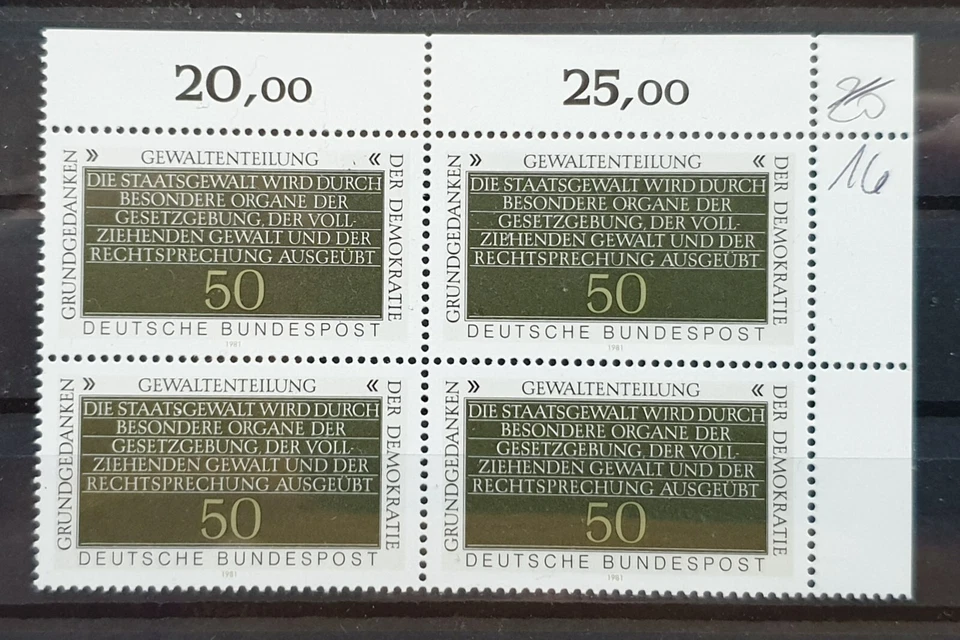 20,00
25,00
16
» GEWALTENTEILUNG «
GRUNDGEDANKEN
DIE STAATSGEWALT WIRD DURCH
BESONDERE ORGANE DER
GESETZGEBUNG, DER VOLL-
ZIEHENDEN GEWALT UND DER
RECHTSPRECHUNG AUSGEÜBT
50
DER DEMOKRATIE
DEUTSCHE BUNDESPOST
1981
» GEWALTENTEILUNG «
GRUNDGEDANKEN
DIE STAATSGEWALT WIRD DURCH
BESONDERE ORGANE DER
GESETZGEBUNG, DER VOLL-
ZIEHENDEN GEWALT UND DER
RECHTSPRECHUNG AUSGEÜBT
50
DER DEMOKRATIE
DEUTSCHE BUNDESPOST
1981
» GEWALTENTEILUNG «
GRUNDGEDANKEN
DIE STAATSGEWALT WIRD DURCH
BESONDERE ORGANE DER
GESETZGEBUNG, DER VOLL-
ZIEHENDEN GEWALT UND DER
RECHTSPRECHUNG AUSGEÜBT
50
DER DEMOKRATIE
DEUTSCHE BUNDESPOST
1981
» GEWALTENTEILUNG «
GRUNDGEDANKEN
DIE STAATSGEWALT WIRD DURCH
BESONDERE ORGANE DER
GESETZGEBUNG, DER VOLL-
ZIEHENDEN GEWALT UND DER
RECHTSPRECHUNG AUSGEÜBT
50
DER DEMOKRATIE
DEUTSCHE BUNDESPOST
1981